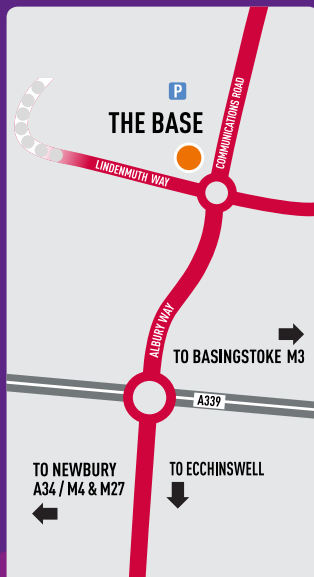 P
THE BASE
COMMUNICATIONS ROAD
LINDENMUTH WAY
ALBURY WAY
TO BASINGSTOKE M3
A339
TO NEWBURY
A34 / M4 & M27
TO ECCHINSWELL